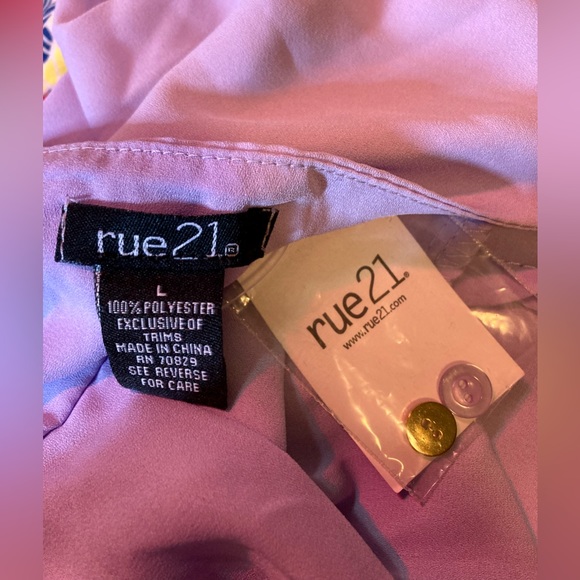 rue21®
L
100% POLYESTER
EXCLUSIVE OF
TRIMS
MADE IN CHINA
RN 70829
SEE REVERSE
FOR CARE
rue21®
www.rue21.com